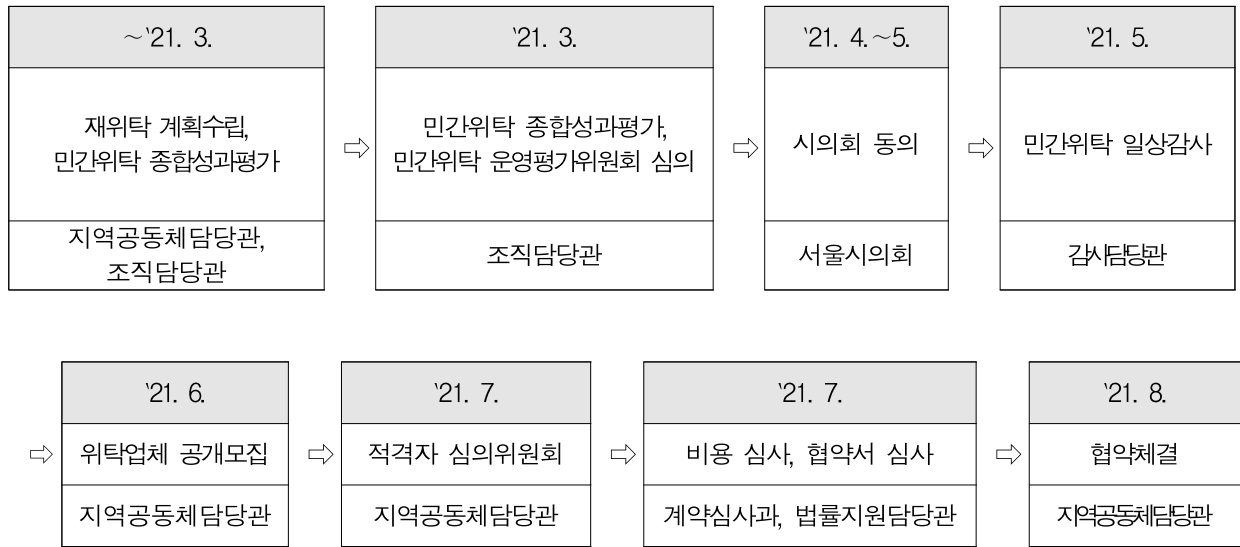 ~'21. 3.
재위탁 계획수립,
민간위탁 종합성과평가
지역공동체담당관,
조직담당관
⇨
'21. 3.
민간위탁 종합성과평가,
민간위탁 운영평가위원회 심의
조직담당관
⇨
'21. 4.~5.
시의회 동의
서울시의회
⇨
'21. 5.
민간위탁 일상감사
감사담당관
⇨
'21. 6.
위탁업체 공개모집
지역공동체담당관
⇨
'21. 7.
적격자 심의위원회
지역공동체담당관
⇨
'21. 7.
비용 심사, 협약서 심사
계약심사과, 법률지원담당관
⇨
'21. 8.
협약체결
지역공동체담당관